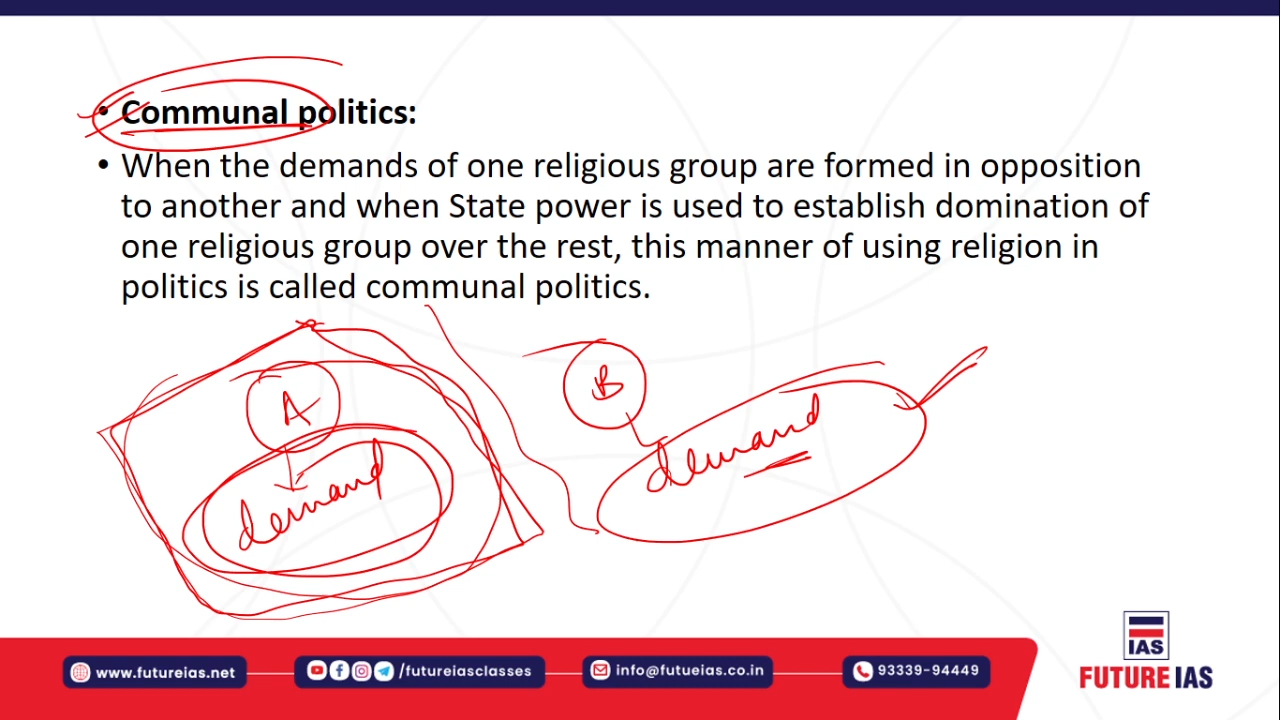 • Communal politics:
• When the demands of one religious group are formed in opposition
to another and when State power is used to establish domination of
one religious group over the rest, this manner of using religion in
politics is called communal politics.
A
B
demand
demand
IAS
FUTURE IAS
www.futureias.net
/futureiasclasses
info@futueias.co.in
93339-94449